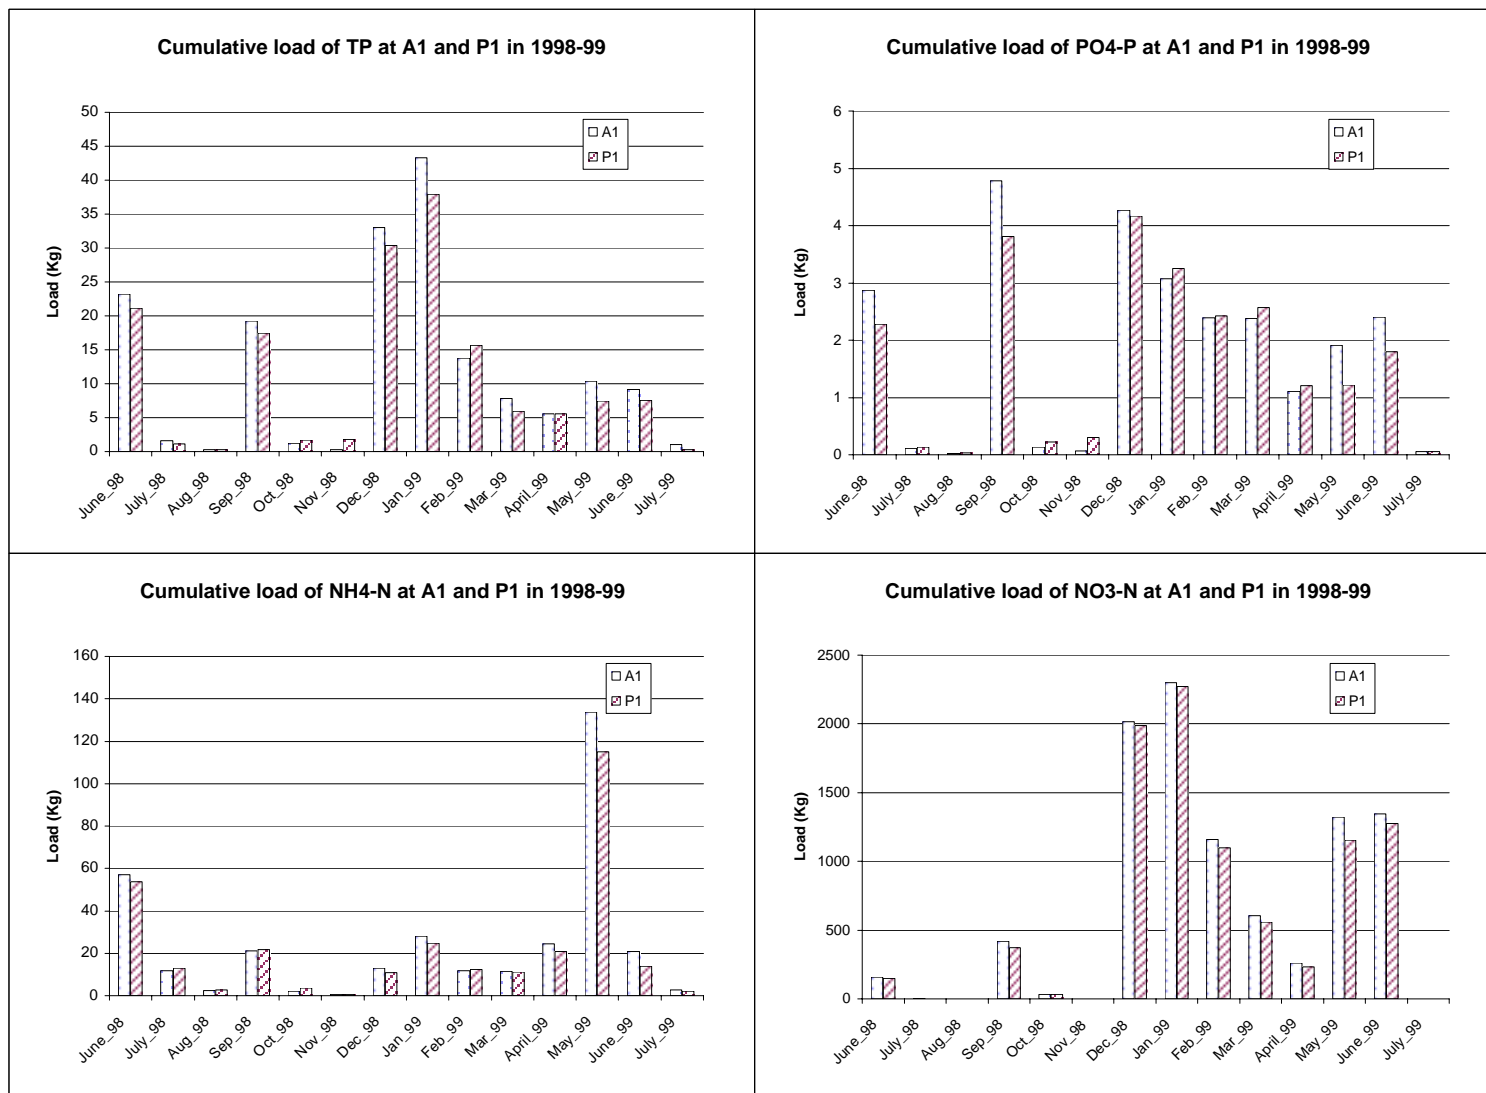 Cumulative load of TP at A1 and P1 in 1998-99
50
45
40
35
30
25
20
15
10
5
0
Load (Kg)
A1
P1
June_98
July_98
Aug_98
Sep_98
Oct_98
Nov_98
Dec_98
Jan_99
Feb_99
Mar_99
April_99
May_99
June_99
July_99
Cumulative load of PO4-P at A1 and P1 in 1998-99
6
5
4
3
2
1
0
Load (Kg)
A1
P1
June_98
July_98
Aug_98
Sep_98
Oct_98
Nov_98
Dec_98
Jan_99
Feb_99
Mar_99
April_99
May_99
June_99
July_99
Cumulative load of NH4-N at A1 and P1 in 1998-99
160
140
120
100
80
60
40
20
0
Load (Kg)
A1
P1
June_98
July_98
Aug_98
Sep_98
Oct_98
Nov_98
Dec_98
Jan_99
Feb_99
Mar_99
April_99
May_99
June_99
July_99
Cumulative load of NO3-N at A1 and P1 in 1998-99
2500
2000
1500
1000
500
0
Load (Kg)
A1
P1
June_98
July_98
Aug_98
Sep_98
Oct_98
Nov_98
Dec_98
Jan_99
Feb_99
Mar_99
April_99
May_99
June_99
July_99